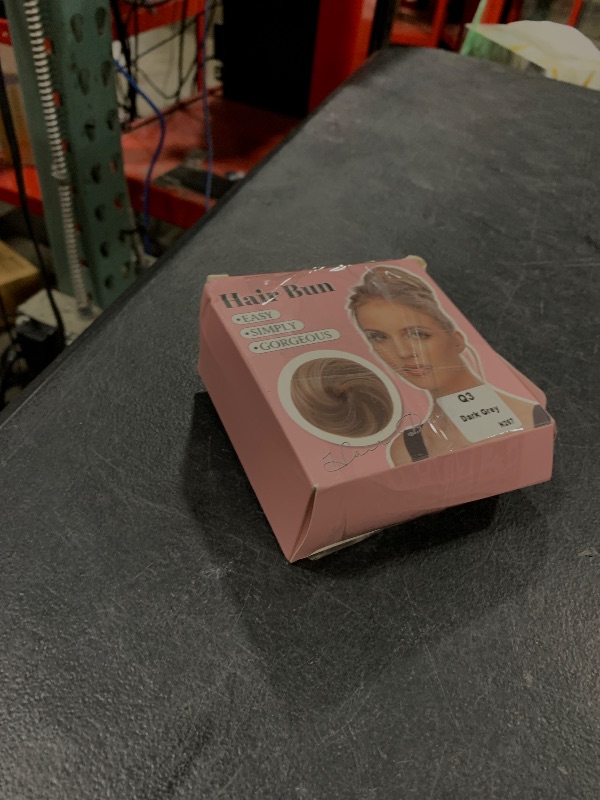 Hair Bun
•EASY
•SIMPLY
•GORGEOUS
Q3
Dark Grey